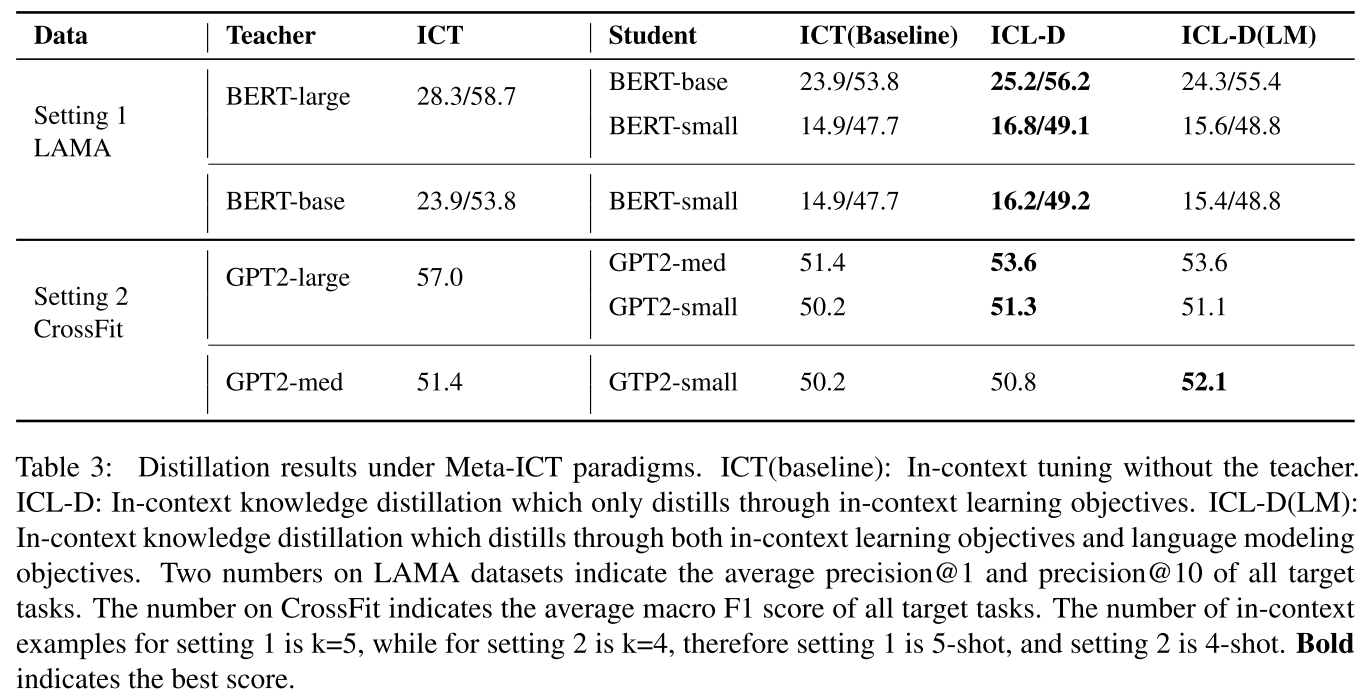 Data Teacher ICT Student ICT(Baseline) ICL-D ICL-D(LM)
Setting 1
LAMA
BERT-large 28.3/58.7 BERT-base 23.9/53.8 25.2/56.2 24.3/55.4
BERT-small 14.9/47.7 16.8/49.1 15.6/48.8
BERT-base 23.9/53.8 BERT-small 14.9/47.7 16.2/49.2 15.4/48.8
Setting 2
CrossFit
GPT2-large 57.0 GPT2-med 51.4 53.6 53.6
GPT2-small 50.2 51.3 51.1
GPT2-med 51.4 GTP2-small 50.2 50.8 52.1
Table 3: Distillation results under Meta-ICT paradigms. ICT(baseline): In-context tuning without the teacher.
ICL-D: In-context knowledge distillation which only distills through in-context learning objectives. ICL-D(LM):
In-context knowledge distillation which distills through both in-context learning objectives and language modeling
objectives. Two numbers on LAMA datasets indicate the average precision@1 and precision@10 of all target
tasks. The number on CrossFit indicates the average macro F1 score of all target tasks. The number of in-context
examples for setting 1 is k=5, while for setting 2 is k=4, therefore setting 1 is 5-shot, and setting 2 is 4-shot. Bold
indicates the best score.